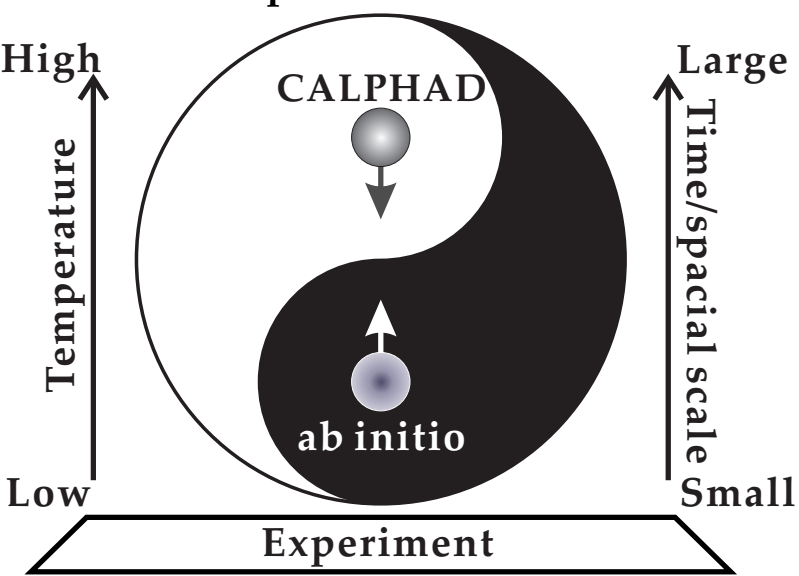 High
Large
CALPHAD
Temperature
Time/spacial scale
ab initio
Low
Small
Experiment